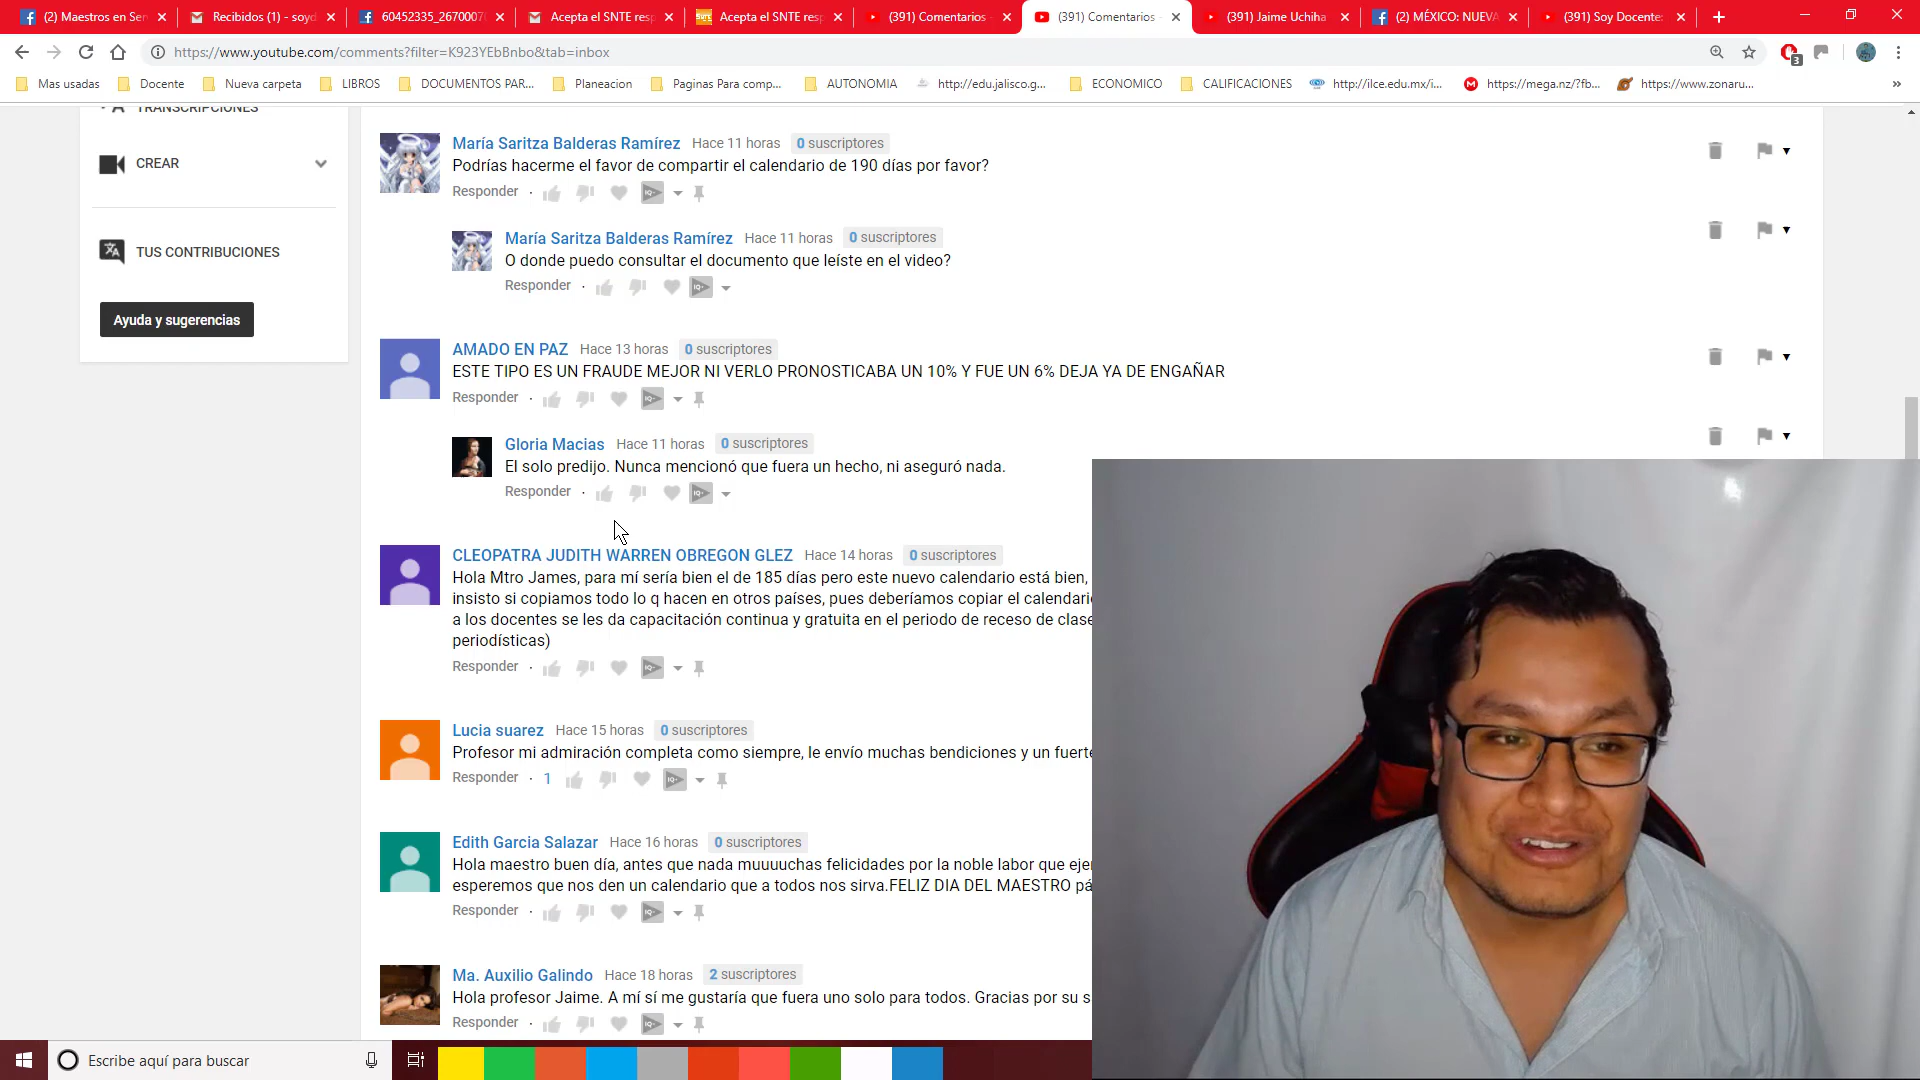 (2) Maestros en Ser
Recibidos (1) - soyd
60452335_26700070
Acepta el SNTE resp
Acepta el SNTE resp
(391) Comentarios -
(391) Comentarios -
(391) Jaime Uchiha
(2) MÉXICO: NUEVA
(391) Soy Docente:
https://www.youtube.com/comments?filter=K923YEbBnbo&tab=inbox
Mas usadas
Docente
Nueva carpeta
LIBROS
DOCUMENTOS PAR...
Planeacion
Paginas Para comp...
AUTONOMIA
http://edu.jalisco.g...
ECONOMICO
CALIFICACIONES
http://ilce.edu.mx/i...
https://mega.nz/?fb...
https://www.zonaru...
TRANSCRIPCIONES
CREAR
TUS CONTRIBUCIONES
Ayuda y sugerencias
María Saritza Balderas Ramírez Hace 11 horas 0 suscriptores
Podrías hacerme el favor de compartir el calendario de 190 días por favor?
Responder
María Saritza Balderas Ramírez Hace 11 horas 0 suscriptores
O donde puedo consultar el documento que leíste en el video?
Responder
AMADO EN PAZ Hace 13 horas 0 suscriptores
ESTE TIPO ES UN FRAUDE MEJOR NI VERLO PRONOSTICABA UN 10% Y FUE UN 6% DEJA YA DE ENGAÑAR
Responder
Gloria Macias Hace 11 horas 0 suscriptores
El solo predijo. Nunca mencionó que fuera un hecho, ni aseguró nada.
Responder
CLEOPATRA JUDITH WARREN OBREGON GLEZ Hace 14 horas 0 suscriptores
Hola Mtro James, para mí sería bien el de 185 días pero este nuevo calendario está bien,
insisto si copiamos todo lo q hacen en otros países, pues deberíamos copiar el calendario
a los docentes se les da capacitación continua y gratuita en el periodo de receso de clase
periodísticas)
Responder
Lucia suarez Hace 15 horas 0 suscriptores
Profesor mi admiración completa como siempre, le envío muchas bendiciones y un fuerte
Responder · 1
Edith Garcia Salazar Hace 16 horas 0 suscriptores
Hola maestro buen día, antes que nada muuuuchas felicidades por la noble labor que ejer
esperemos que nos den un calendario que a todos nos sirva.FELIZ DIA DEL MAESTRO pá
Responder
Ma. Auxilio Galindo Hace 18 horas 2 suscriptores
Hola profesor Jaime. A mí sí me gustaría que fuera uno solo para todos. Gracias por su s
Responder
Escribe aquí para buscar